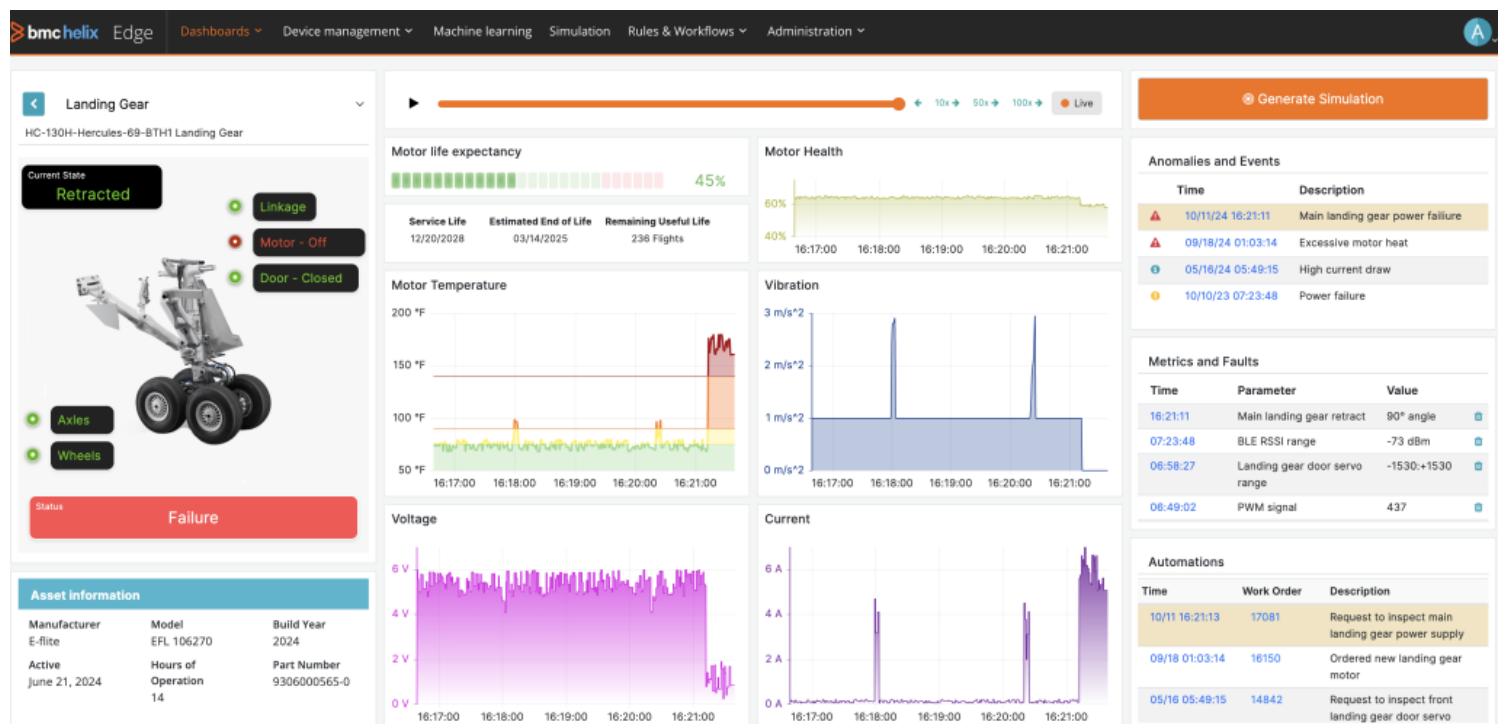 bmchelix Edge Dashboards Device management Machine learning Simulation Rules & Workflows Administration A
Landing Gear
HC-130H-Hercules-69-BTH1 Landing Gear
Current State
Retracted
Linkage
Motor - Off
Door - Closed
Axles
Wheels
Status
Failure
Asset information
Manufacturer Model Build Year
E-flite EFL 106270 2024
Active Hours of Operation Part Number
June 21, 2024 14 9306000565-0
10x 50x 100x Live
Motor life expectancy
45%
Service Life Estimated End of Life Remaining Useful Life
12/20/2028 03/14/2025 236 Flights
Motor Health
60%
40%
16:17:00 16:18:00 16:19:00 16:20:00 16:21:00
Motor Temperature
200 °F
150 °F
100 °F
50 °F
16:17:00 16:18:00 16:19:00 16:20:00 16:21:00
Vibration
3 m/s^2
2 m/s^2
1 m/s^2
0 m/s^2
16:17:00 16:18:00 16:19:00 16:20:00 16:21:00
Voltage
6 V
4 V
2 V
0 V
16:17:00 16:18:00 16:19:00 16:20:00 16:21:00
Current
6 A
4 A
2 A
0 A
16:17:00 16:18:00 16:19:00 16:20:00 16:21:00
Generate Simulation
Anomalies and Events
Time Description
10/11/24 16:21:11 Main landing gear power failiure
09/18/24 01:03:14 Excessive motor heat
05/16/24 05:49:15 High current draw
10/10/23 07:23:48 Power failure
Metrics and Faults
Time Parameter Value
16:21:11 Main landing gear retract 90° angle
07:23:48 BLE RSSI range -73 dBm
06:58:27 Landing gear door servo -1530:+1530
range
06:49:02 PWM signal 437
Automations
Time Work Order Description
10/11 16:21:13 17081 Request to inspect main
landing gear power supply
09/18 01:03:14 16150 Ordered new landing gear
motor
05/16 05:49:15 14842 Request to inspect front
landing gear door servo